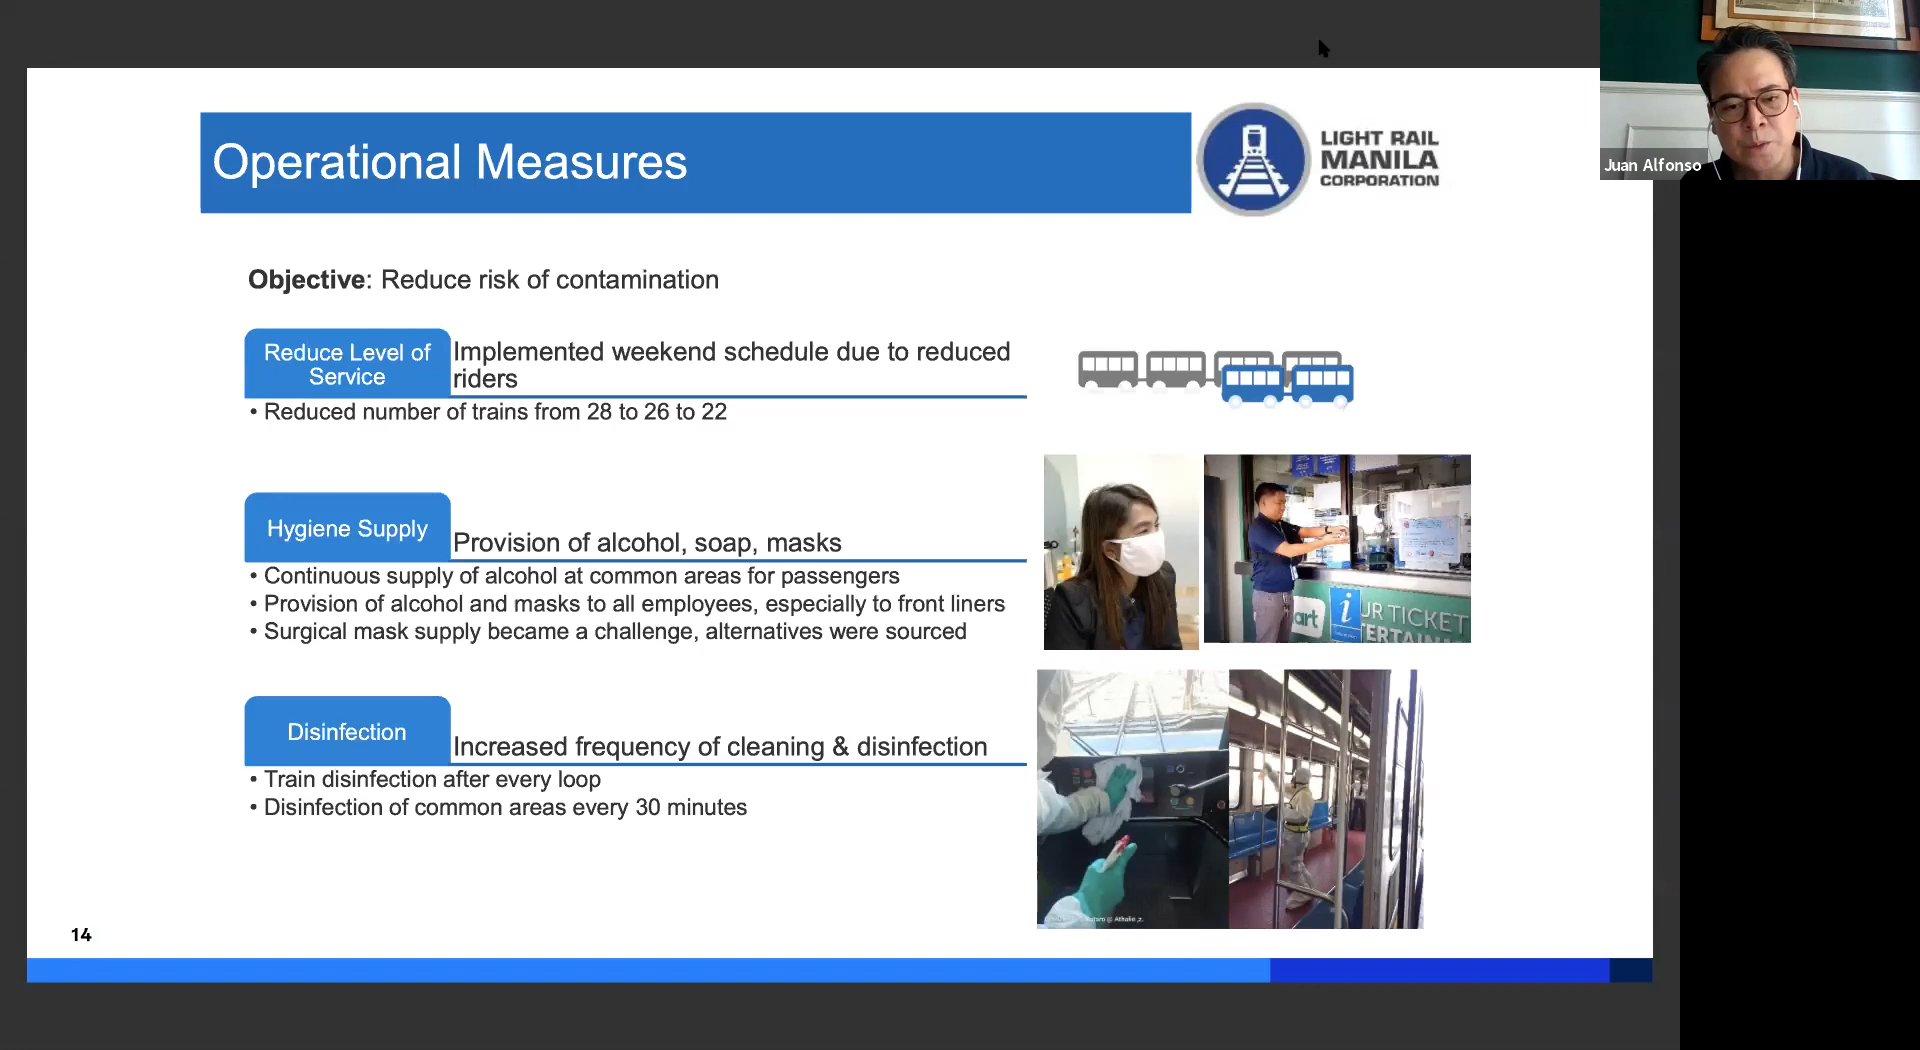 Operational Measures
LIGHT RAIL
MANILA
CORPORATION
Juan Alfonso
Objective: Reduce risk of contamination
Reduce Level of
Service
Implemented weekend schedule due to reduced
riders
• Reduced number of trains from 28 to 26 to 22
Hygiene Supply
Provision of alcohol, soap, masks
• Continuous supply of alcohol at common areas for passengers
• Provision of alcohol and masks to all employees, especially to front liners
• Surgical mask supply became a challenge, alternatives were sourced
art
i
UR TICKET
ERTAINM
Disinfection
Increased frequency of cleaning & disinfection
• Train disinfection after every loop
• Disinfection of common areas every 30 minutes
14